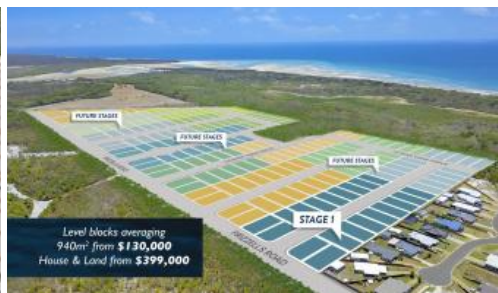 FUTURE STAGES
FUTURE STAGES
FUTURE STAGES
STAGE 1
ROAD
Level blocks averaging
940m² from $130,000
House & Land from $399,000